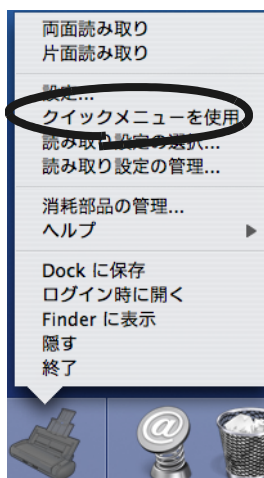 両面読み取り
片面読み取り
設定...
クイックメニューを使用
読み取り設定の選択...
読み取り設定の管理...
消耗部品の管理...
ヘルプ
Dock に保存
ログイン時に開く
Finder に表示
隠す
終了
@